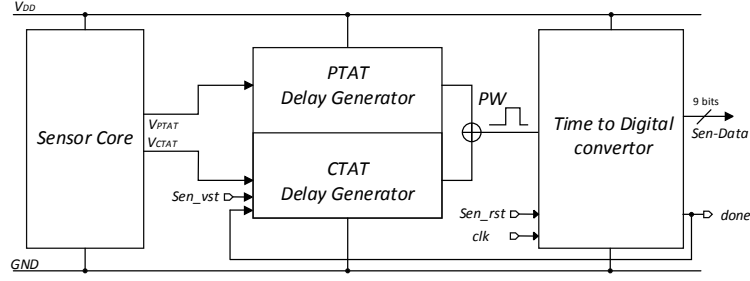 VDD
PTAT
Delay Generator
PW
Time to Digital
convertor
9 bits
Sen-Data
Sensor Core
VPTAT
VCTAT
CTAT
Delay Generator
Sen_vst
Sen_rst
done
clk
GND